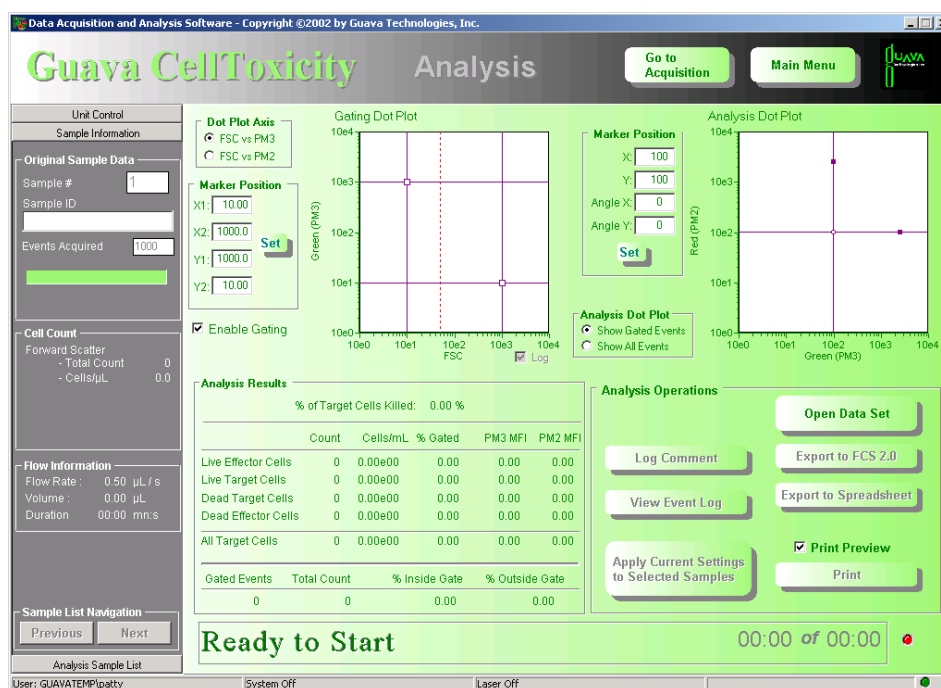 Data Acquisition and Analysis Software - Copyright ©2002 by Guava Technologies, Inc.
Guava CellToxicity
Analysis
Go to
Acquisition
Main Menu
GUAVA
Unit Control
Sample Information
Original Sample Data
Sample # 1
Sample ID
Events Acquired 1000
Cell Count
Forward Scatter
- Total Count 0
- Cells/µL 0.0
Flow Information
Flow Rate : 0.50 µL / s
Volume : 0.00 µL
Duration 00:00 mn:s
Sample List Navigation
Previous Next
Analysis Sample List
Dot Plot Axis
FSC vs PM3
FSC vs PM2
Marker Position
X1: 10.00
X2: 1000.0
Y1: 1000.0
Y2: 10.00
Set
Enable Gating
Gating Dot Plot
10e4
10e3
10e2
10e1
10e0
Green (PM3)
10e0 10e1 10e2 10e3 10e4
FSC
Log
Marker Position
X: 100
Y: 100
Angle X: 0
Angle Y: 0
Set
Analysis Dot Plot
Show Gated Events
Show All Events
Analysis Dot Plot
10e4
10e3
10e2
10e1
10e0
Red (PM2)
10e0 10e1 10e2 10e3 10e4
Green (PM3)
Analysis Results
% of Target Cells Killed: 0.00 %
Count Cells/mL % Gated PM3 MFI PM2 MFI
Live Effector Cells 0 0.00e00 0.00 0.00 0.00
Live Target Cells 0 0.00e00 0.00 0.00 0.00
Dead Target Cells 0 0.00e00 0.00 0.00 0.00
Dead Effector Cells 0 0.00e00 0.00 0.00 0.00
All Target Cells 0 0.00e00 0.00 0.00 0.00
Gated Events Total Count % Inside Gate % Outside Gate
0 0 0.00 0.00
Analysis Operations
Open Data Set
Log Comment
Export to FCS 2.0
View Event Log
Export to Spreadsheet
Apply Current Settings
to Selected Samples
Print Preview
Print
Ready to Start
00:00 of 00:00
User: GUAVATEMP\patty
System Off
Laser Off